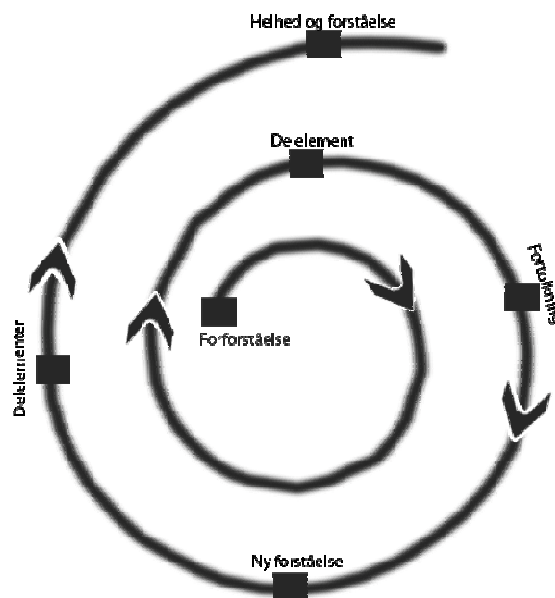 Helhed og forståelse
Delelement
Fortolkning
Forforståelse
Delelementer
Ny forståelse